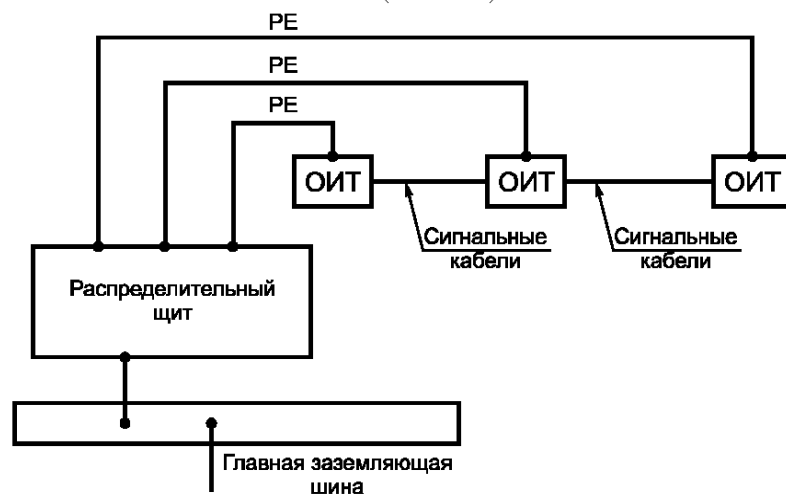 PE
PE
PE
ОИТ
ОИТ
ОИТ
Сигнальные
кабели
Сигнальные
кабели
Распределительный
щит
Главная заземляющая
шина